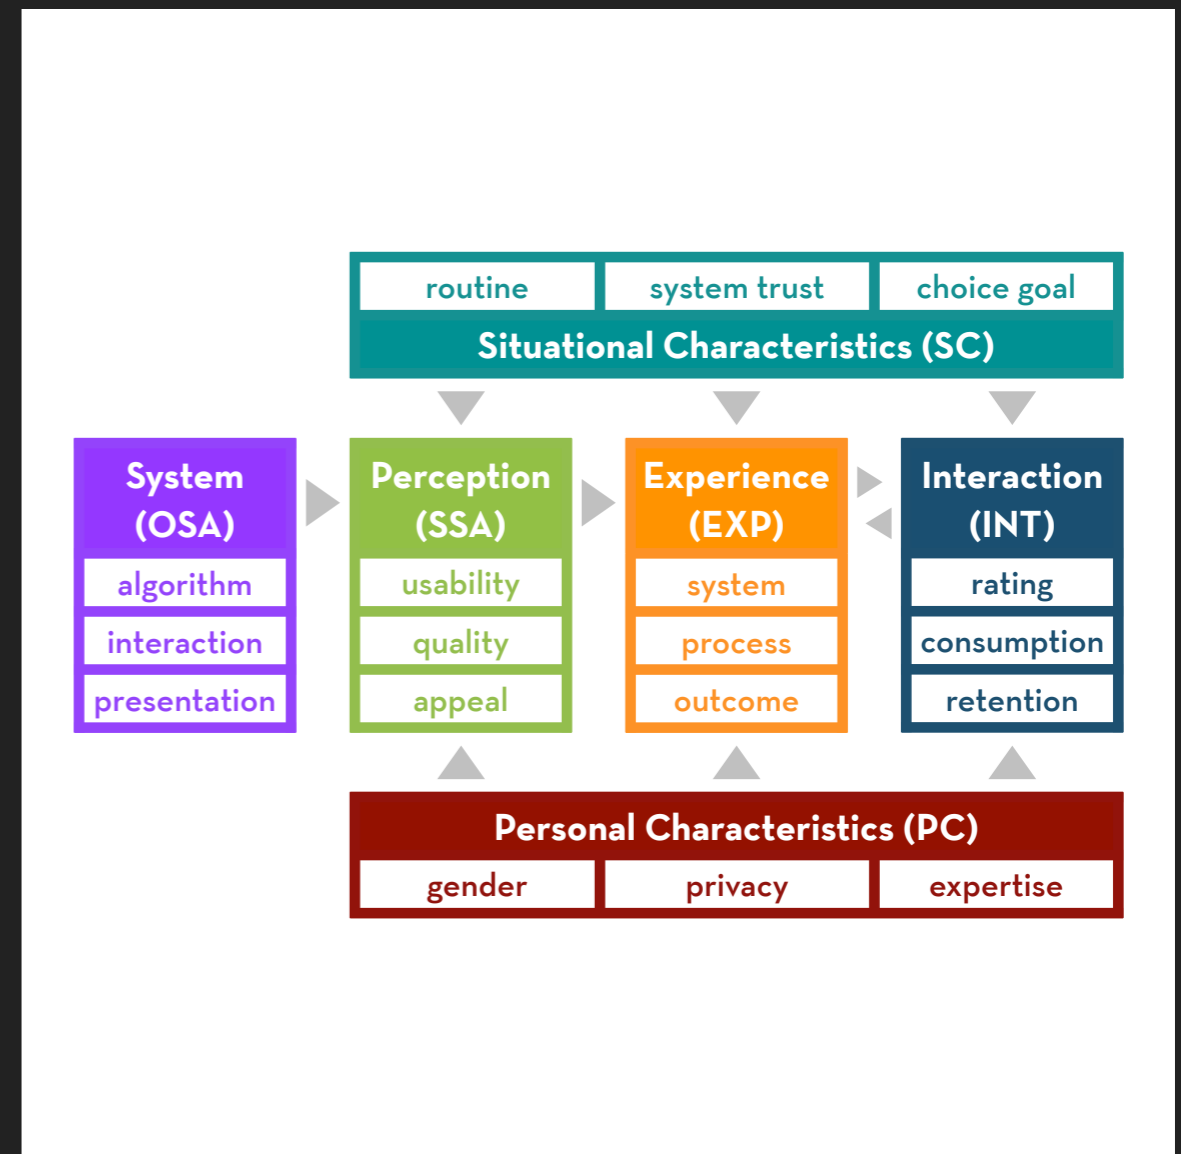 routine
system trust
choice goal
Situational Characteristics (SC)
System
(OSA)
algorithm
interaction
presentation
Perception
(SSA)
usability
quality
appeal
Experience
(EXP)
system
process
outcome
Interaction
(INT)
rating
consumption
retention
Personal Characteristics (PC)
gender
privacy
expertise